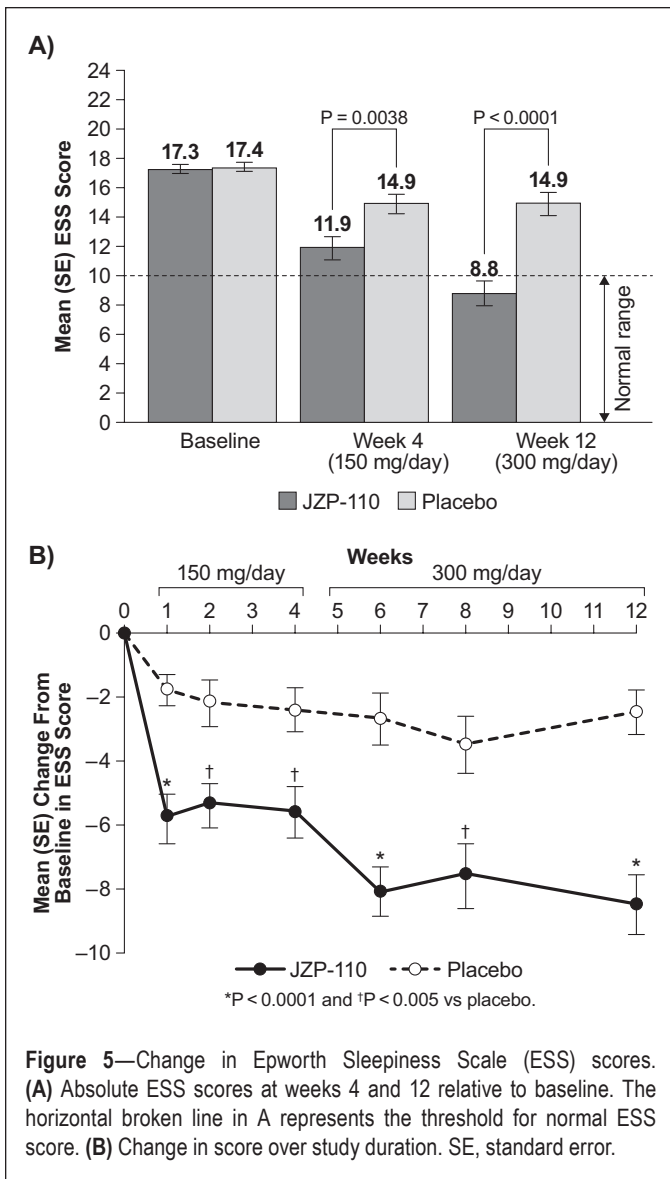 A)
Mean (SE) ESS Score
24
22
20
18
16
14
12
10
8
6
4
2
0
17.3
17.4
P = 0.0038
11.9
14.9
P < 0.0001
8.8
14.9
Normal range
Baseline
Week 4
(150 mg/day)
Week 12
(300 mg/day)
JZP-110 Placebo
B)
Weeks
150 mg/day 300 mg/day
0 1 2 3 4 5 6 7 8 9 10 11 12
Mean (SE) Change From
Baseline in ESS Score
0
–2
–4
–6
–8
–10
* † † * † *
JZP-110 Placebo
*P < 0.0001 and †P < 0.005 vs placebo.
Figure 5—Change in Epworth Sleepiness Scale (ESS) scores.
(A) Absolute ESS scores at weeks 4 and 12 relative to baseline. The
horizontal broken line in A represents the threshold for normal ESS
score. (B) Change in score over study duration. SE, standard error.